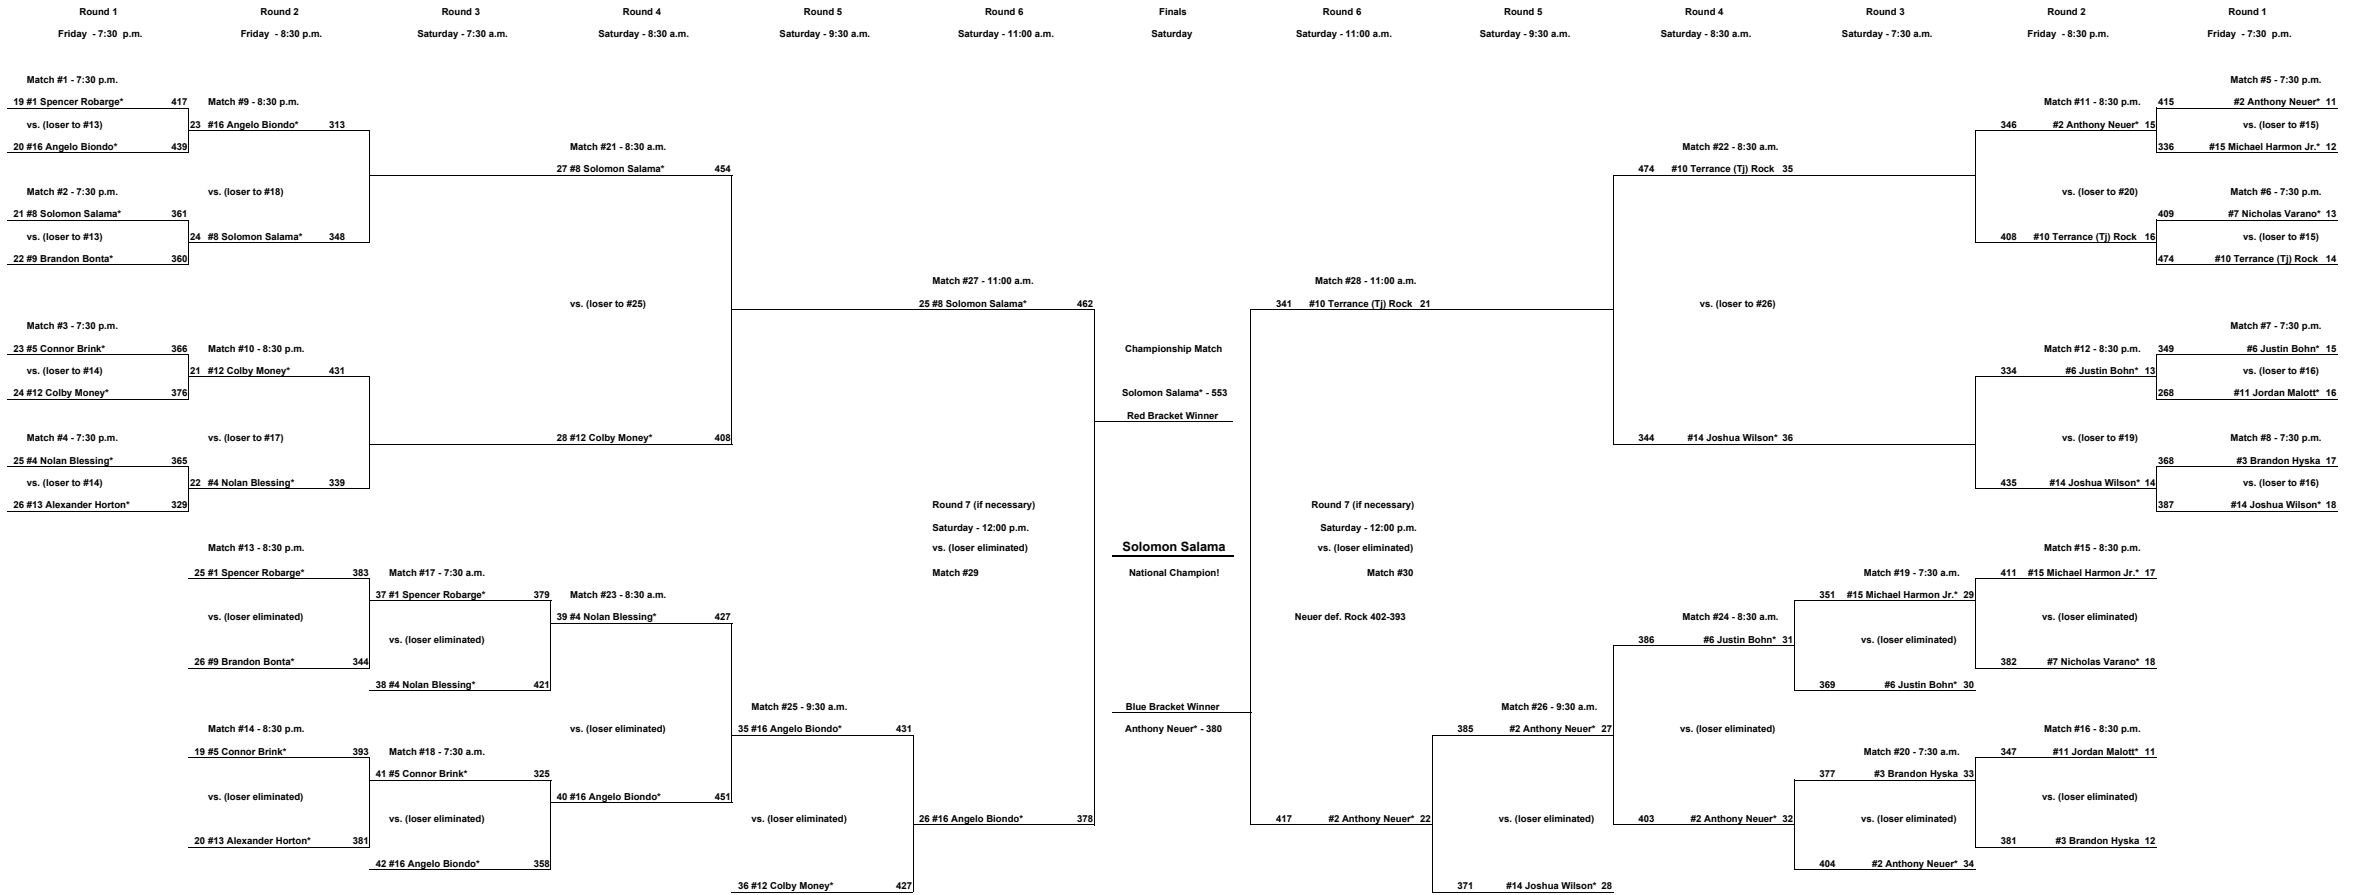 Round 1 Round 2 Round 3 Round 4 Round 5 Round 6 Finals Round 6 Round 5 Round 4 Round 3 Round 2 Round 1
Friday - 7:30 p.m. Friday - 8:30 p.m. Saturday - 7:30 a.m. Saturday - 8:30 a.m. Saturday - 9:30 a.m. Saturday - 11:00 a.m. Saturday Saturday - 11:00 a.m. Saturday - 9:30 a.m. Saturday - 8:30 a.m. Saturday - 7:30 a.m. Friday - 8:30 p.m. Friday - 7:30 p.m.
Match #1 - 7:30 p.m. Match #5 - 7:30 p.m.
19 #1 Spencer Robarge* 417 Match #9 - 8:30 p.m. Match #11 - 8:30 p.m. 415 #2 Anthony Neuer* 11
vs. (loser to #13) 23 #16 Angelo Biondo* 313 346 #2 Anthony Neuer* 15 vs. (loser to #15)
20 #16 Angelo Biondo* 439 Match #21 - 8:30 a.m. Match #22 - 8:30 a.m. 336 #15 Michael Harmon Jr.* 12
27 #8 Solomon Salama* 454 474 #10 Terrance (Tj) Rock 35
Match #2 - 7:30 p.m. vs. (loser to #18) vs. (loser to #20) Match #6 - 7:30 p.m.
21 #8 Solomon Salama* 361 409 #7 Nicholas Varano* 13
vs. (loser to #13) 24 #8 Solomon Salama* 348 408 #10 Terrance (Tj) Rock 16 vs. (loser to #15)
22 #9 Brandon Bonta* 360 474 #10 Terrance (Tj) Rock 14
Match #27 - 11:00 a.m. Match #28 - 11:00 a.m.
vs. (loser to #25) 25 #8 Solomon Salama* 462 341 #10 Terrance (Tj) Rock 21 vs. (loser to #26)
Match #3 - 7:30 p.m. Match #7 - 7:30 p.m.
23 #5 Connor Brink* 366 Match #10 - 8:30 p.m. Championship Match Match #12 - 8:30 p.m. 349 #6 Justin Bohn* 15
vs. (loser to #14) 21 #12 Colby Money* 431 334 #6 Justin Bohn* 13 vs. (loser to #16)
24 #12 Colby Money* 376 Solomon Salama* - 553 268 #11 Jordan Malott* 16
Red Bracket Winner
Match #4 - 7:30 p.m. vs. (loser to #17) 28 #12 Colby Money* 408 344 #14 Joshua Wilson* 36 vs. (loser to #19) Match #8 - 7:30 p.m.
25 #4 Nolan Blessing* 365 368 #3 Brandon Hyska 17
vs. (loser to #14) 22 #4 Nolan Blessing* 339 435 #14 Joshua Wilson* 14 vs. (loser to #16)
26 #13 Alexander Horton* 329 Round 7 (if necessary) Round 7 (if necessary) 387 #14 Joshua Wilson* 18
Saturday - 12:00 p.m. Saturday - 12:00 p.m.
Match #13 - 8:30 p.m. vs. (loser eliminated) Solomon Salama vs. (loser eliminated) Match #15 - 8:30 p.m.
25 #1 Spencer Robarge* 383 Match #17 - 7:30 a.m. Match #29 National Champion! Match #30 Match #19 - 7:30 a.m. 411 #15 Michael Harmon Jr.* 17
37 #1 Spencer Robarge* 379 Match #23 - 8:30 a.m. 351 #15 Michael Harmon Jr.* 29
vs. (loser eliminated) 39 #4 Nolan Blessing* 427 Neuer def. Rock 402-393 Match #24 - 8:30 a.m. vs. (loser eliminated)
vs. (loser eliminated) 386 #6 Justin Bohn* 31 vs. (loser eliminated)
26 #9 Brandon Bonta* 344 382 #7 Nicholas Varano* 18
38 #4 Nolan Blessing* 421 369 #6 Justin Bohn* 30
Match #25 - 9:30 a.m. Blue Bracket Winner Match #26 - 9:30 a.m.
Match #14 - 8:30 p.m. vs. (loser eliminated) 35 #16 Angelo Biondo* 431 Anthony Neuer* - 380 385 #2 Anthony Neuer* 27 vs. (loser eliminated) Match #16 - 8:30 p.m.
19 #5 Connor Brink* 393 Match #18 - 7:30 a.m. Match #20 - 7:30 a.m. 347 #11 Jordan Malott* 11
41 #5 Connor Brink* 325 377 #3 Brandon Hyska 33
vs. (loser eliminated) 40 #16 Angelo Biondo* 451 vs. (loser eliminated)
vs. (loser eliminated) vs. (loser eliminated) 26 #16 Angelo Biondo* 378 417 #2 Anthony Neuer* 22 vs. (loser eliminated) 403 #2 Anthony Neuer* 32 vs. (loser eliminated)
20 #13 Alexander Horton* 381 381 #3 Brandon Hyska 12
42 #16 Angelo Biondo* 358 404 #2 Anthony Neuer* 34
36 #12 Colby Money* 427 371 #14 Joshua Wilson* 28